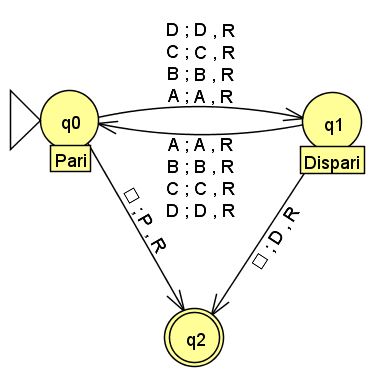 D ; D , R
C ; C , R
B ; B , R
A ; A , R
q0
Pari
q1
Dispari
A ; A , R
B ; B , R
C ; C , R
D ; D , R
□ ; P , R
□ ; D , R
q2